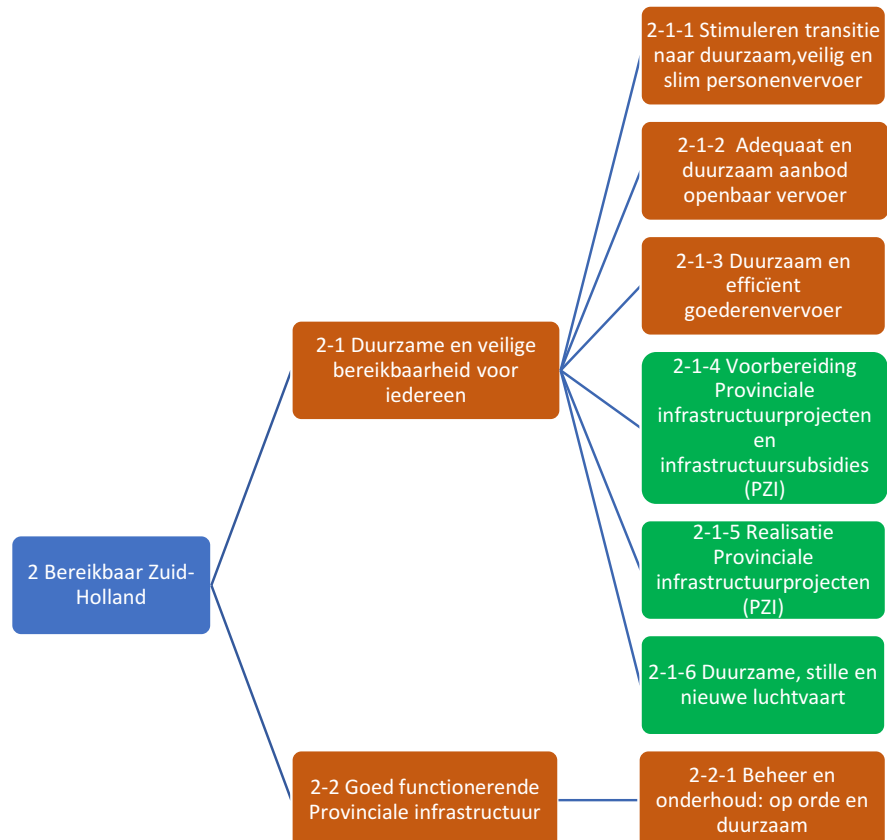 2-1-1 Stimuleren transitie
naar duurzaam,veilig en
slim personenvervoer
2-1-2 Adequaat en
duurzaam aanbod
openbaar vervoer
2-1-3 Duurzaam en
efficïent
goederenvervoer
2-1 Duurzame en veilige
bereikbaarheid voor
iedereen
2-1-4 Voorbereiding
Provinciale
infrastructuurprojecten
en
infrastructuursubsidies
(PZI)
2-1-5 Realisatie
Provinciale
infrastructuurprojecten
(PZI)
2 Bereikbaar Zuid-
Holland
2-1-6 Duurzame, stille en
nieuwe luchtvaart
2-2 Goed functionerende
Provinciale infrastructuur
2-2-1 Beheer en
onderhoud: op orde en
duurzaam